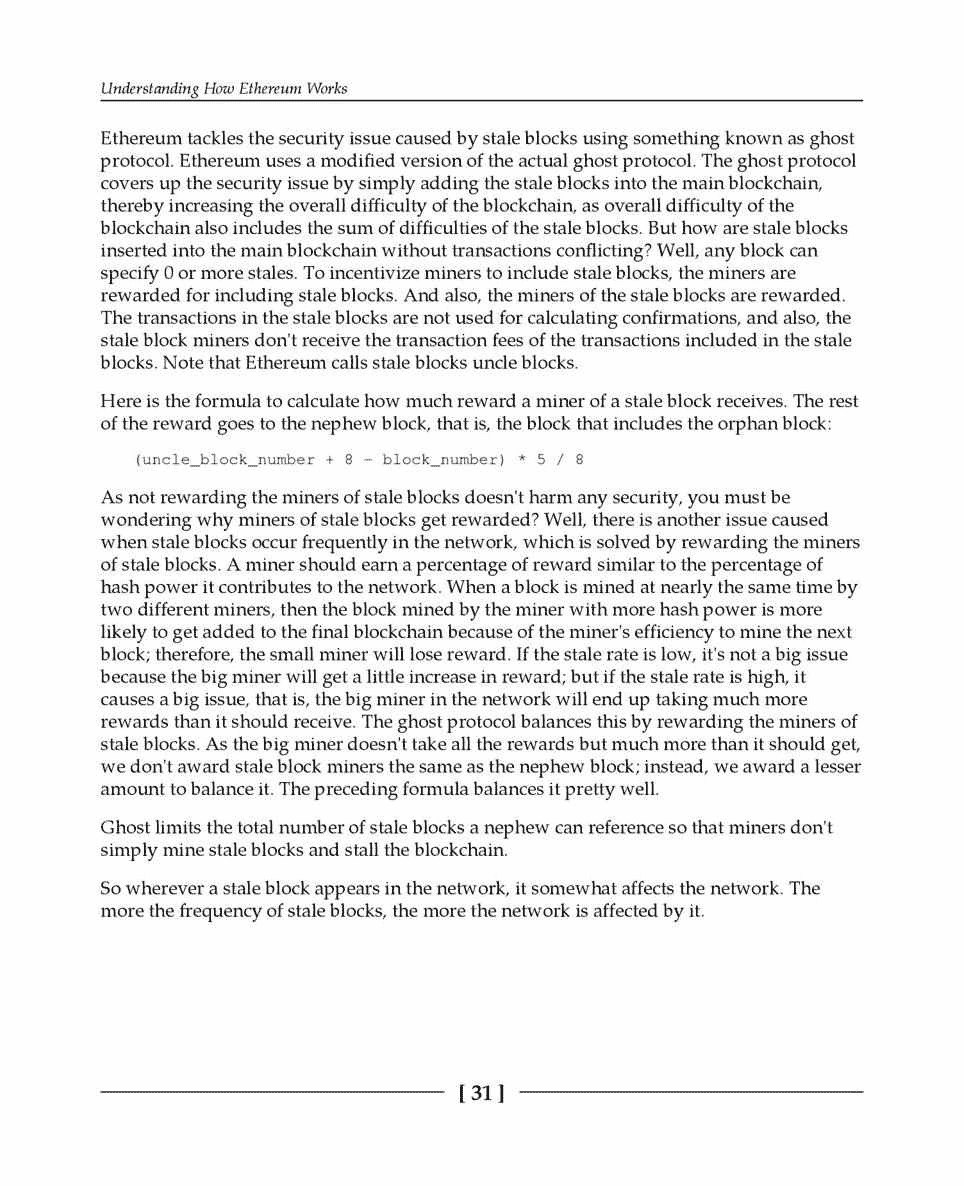 Understanding How Ethereum Works
Ethereum tackles the security issue caused by stale blocks using something known as ghost
protocol. Ethereum uses a modified version of the actual ghost protocol. The ghost protocol
covers up the security issue by simply adding the stale blocks into the main blockchain,
thereby increasing the overall difficulty of the blockchain, as overall difficulty of the
blockchain also includes the sum of difficulties of the stale blocks. But how are stale blocks
inserted into the main blockchain without transactions conflicting? Well, any block can
specify 0 or more stales. To incentivize miners to include stale blocks, the miners are
rewarded for including stale blocks. And also, the miners of the stale blocks are rewarded.
The transactions in the stale blocks are not used for calculating confirmations, and also, the
stale block miners don't receive the transaction fees of the transactions included in the stale
blocks. Note that Ethereum calls stale blocks uncle blocks.
Here is the formula to calculate how much reward a miner of a stale block receives. The rest
of the reward goes to the nephew block, that is, the block that includes the orphan block:
(uncle_block_number + 8 - block_number) * 5 / 8
As not rewarding the miners of stale blocks doesn't harm any security, you must be
wondering why miners of stale blocks get rewarded? Well, there is another issue caused
when stale blocks occur frequently in the network, which is solved by rewarding the miners
of stale blocks. A miner should earn a percentage of reward similar to the percentage of
hash power it contributes to the network. When a block is mined at nearly the same time by
two different miners, then the block mined by the miner with more hash power is more
likely to get added to the final blockchain because of the miner's efficiency to mine the next
block; therefore, the small miner will lose reward. If the stale rate is low, it's not a big issue
because the big miner will get a little increase in reward; but if the stale rate is high, it
causes a big issue, that is, the big miner in the network will end up taking much more
rewards than it should receive. The ghost protocol balances this by rewarding the miners of
stale blocks. As the big miner doesn't take all the rewards but much more than it should get,
we don't award stale block miners the same as the nephew block; instead, we award a lesser
amount to balance it. The preceding formula balances it pretty well.
Ghost limits the total number of stale blocks a nephew can reference so that miners don't
simply mine stale blocks and stall the blockchain.
So wherever a stale block appears in the network, it somewhat affects the network. The
more the frequency of stale blocks, the more the network is affected by it.
[ 31 ]